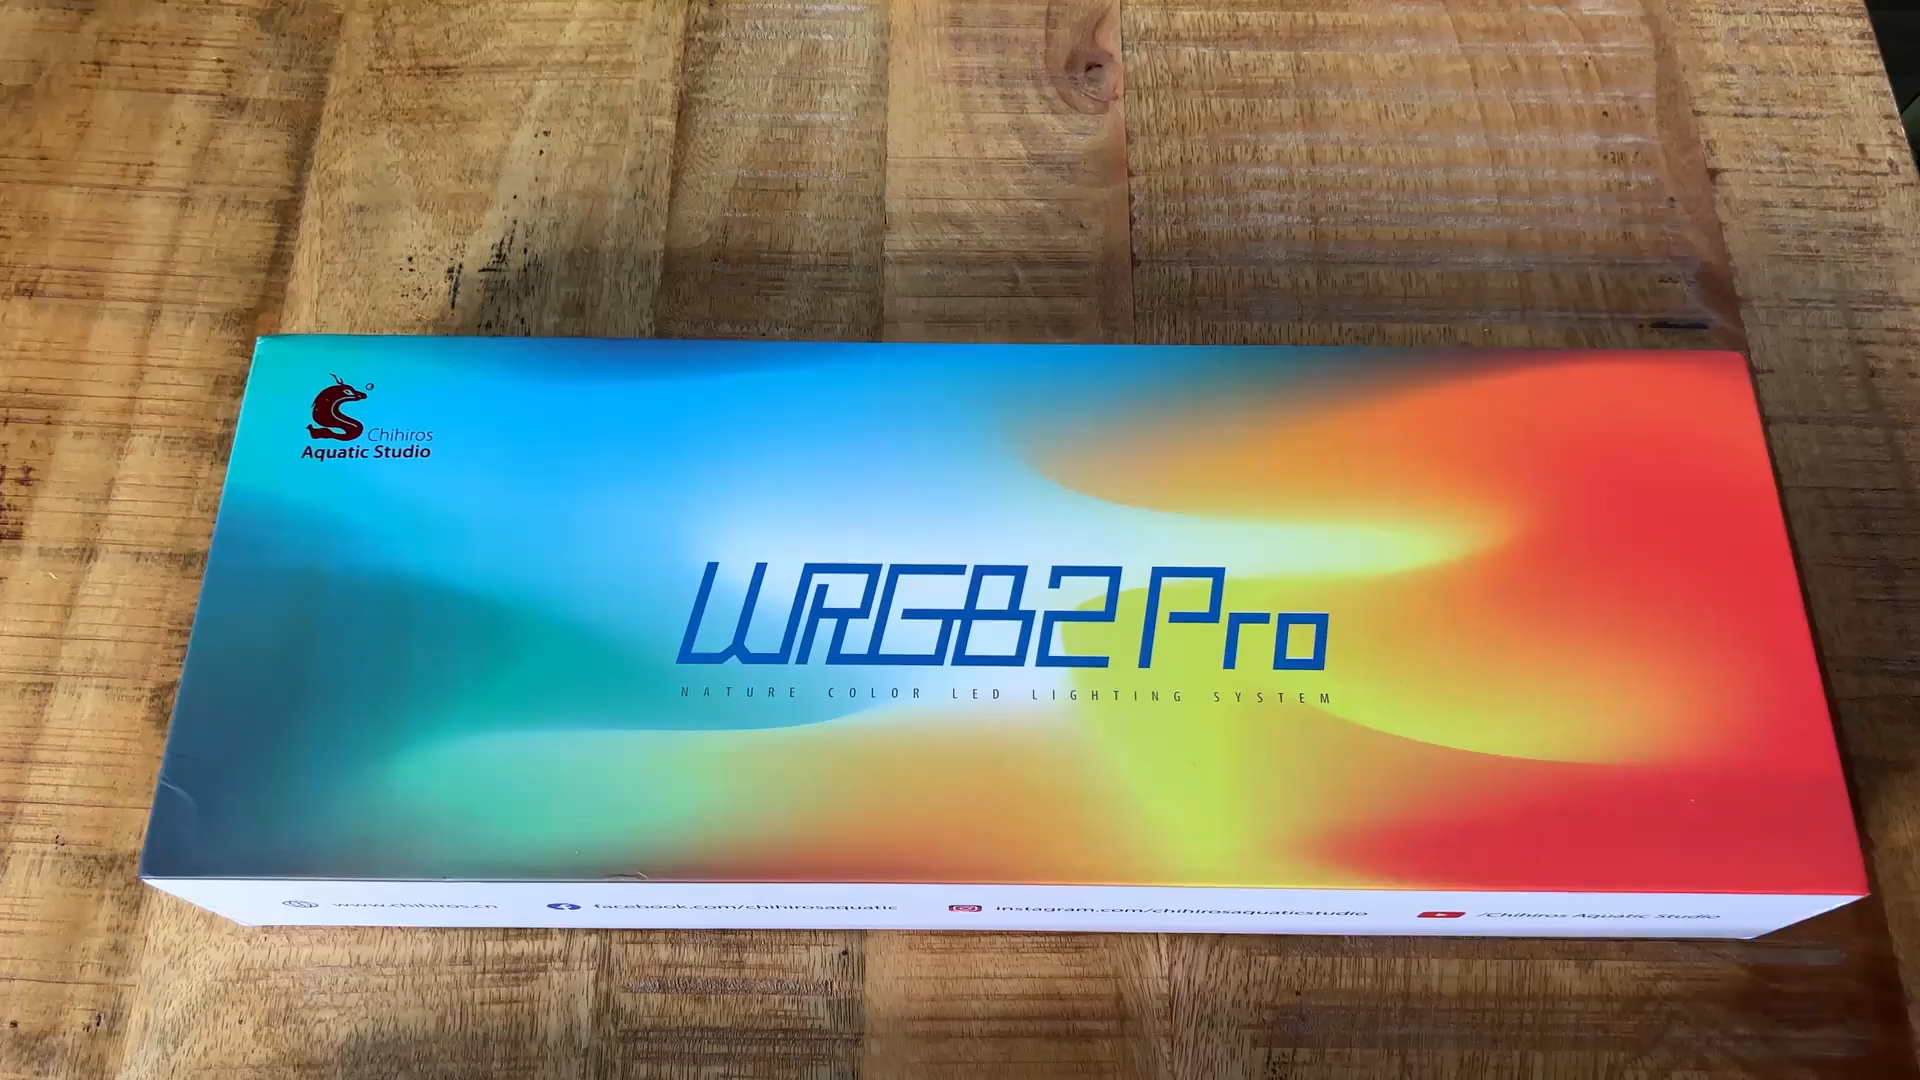 Chihiros
Aquatic Studio
WRGB2 Pro
NATURE COLOR LED LIGHTING SYSTEM
www.chihiros.cn
facebook.com/chihirosaquatic
instagram.com/chihirosaquaticstudio
/Chihiros Aquatic Studio